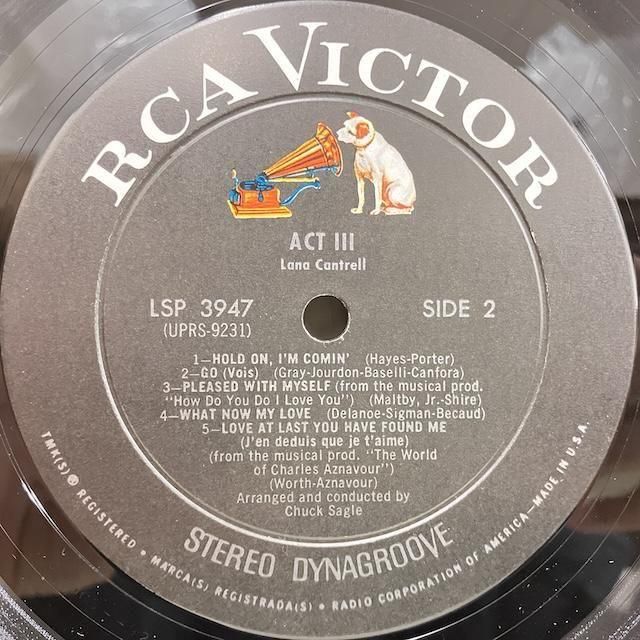 RCA VICTOR
ACT III
Lana Cantrell
LSP 3947
(UPRS-9231)
SIDE 2
1—HOLD ON, I'M COMIN' (Hayes-Porter)
2—GO (Vois) (Gray-Jourdon-Baselli-Canfora)
3—PLEASED WITH MYSELF (from the musical prod.
"How Do You Do I Love You") (Maltby, Jr.-Shire)
4—WHAT NOW MY LOVE (Delanoe-Sigman-Becaud)
5—LOVE AT LAST YOU HAVE FOUND ME
(J'en deduis que je t'aime)
(from the musical prod. "The World
of Charles Aznavour")
(Worth-Aznavour)
Arranged and conducted by
Chuck Sagle
STEREO DYNAGROOVE
TMK(S) ® REGISTERED • MARCA(S) REGISTRADA(S) • RADIO CORPORATION OF AMERICA—MADE IN U.S.A.